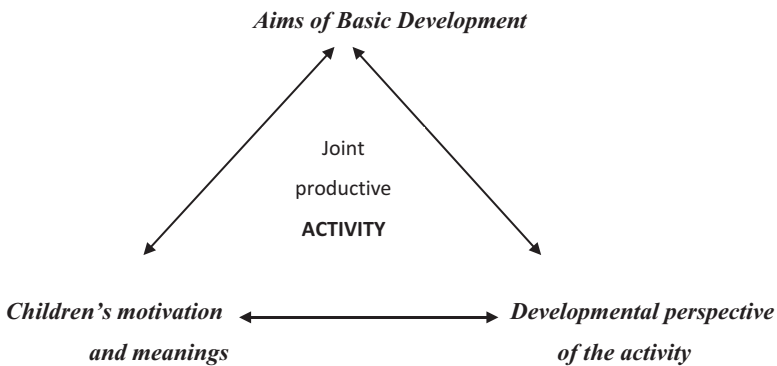 Aims of Basic Development
Joint
productive
ACTIVITY
Children's motivation
and meanings
Developmental perspective
of the activity